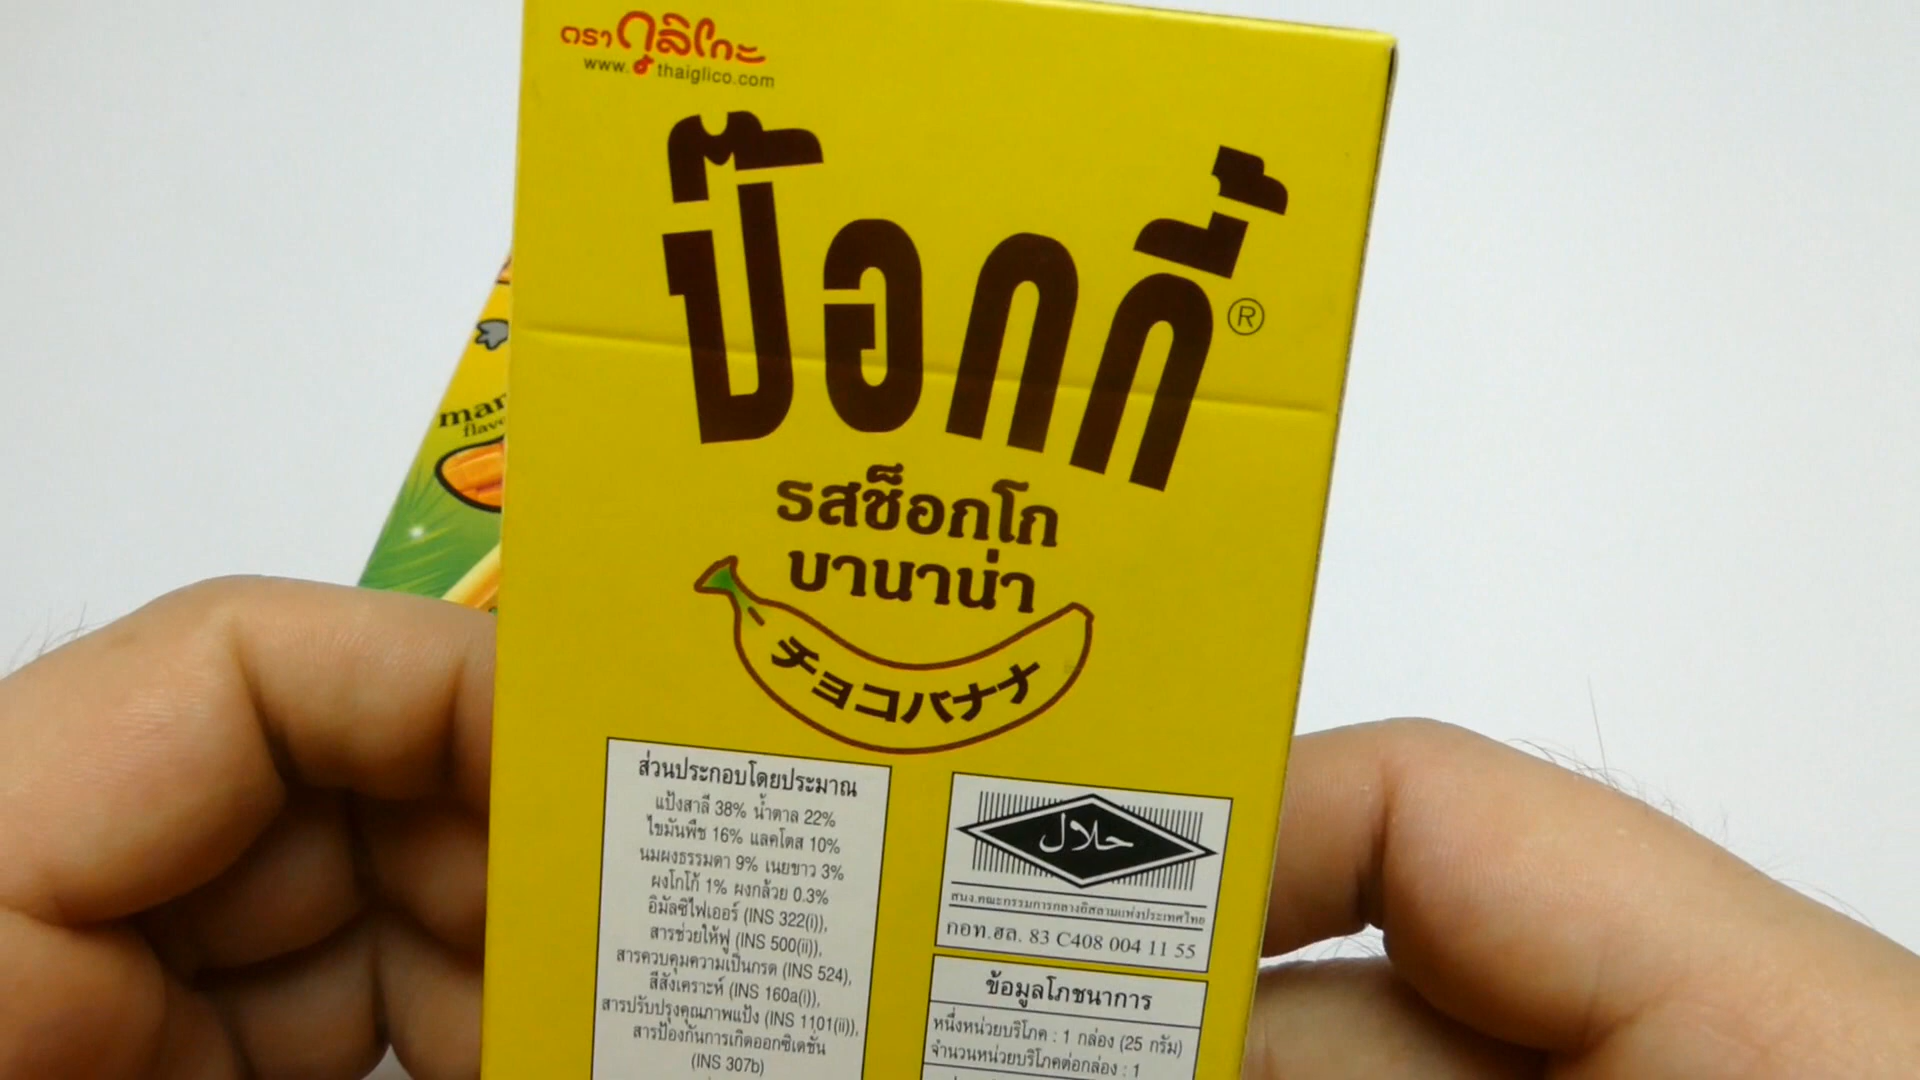 ตรา กูลิโกะ
www.thaiglico.com
ป๊อกกี้®
รสช็อกโก
บานาน่า
チョコバナナ
ส่วนประกอบโดยประมาณ
แป้งสาลี 38% น้ำตาล 22%
ไขมันพืช 16% แลคโตส 10%
นมผงธรรมดา 9% เนยขาว 3%
ผงโกโก้ 1% ผงกล้วย 0.3%
อิมัลซิไฟเออร์ (INS 322(i)),
สารช่วยให้ฟู (INS 500(ii)),
สารควบคุมความเป็นกรด (INS 524),
สีสังเคราะห์ (INS 160a(i)),
สารปรับปรุงคุณภาพแป้ง (INS 1101(ii)),
สารป้องกันการเกิดออกซิเดชั่น
(INS 307b)
حلال
สนง.คณะกรรมการกลางอิสลามแห่งประเทศไทย
กอท.ฮล. 83 C408 004 11 55
ข้อมูลโภชนาการ
หนึ่งหน่วยบริโภค : 1 กล่อง (25 กรัม)
จำนวนหน่วยบริโภคต่อกล่อง : 1